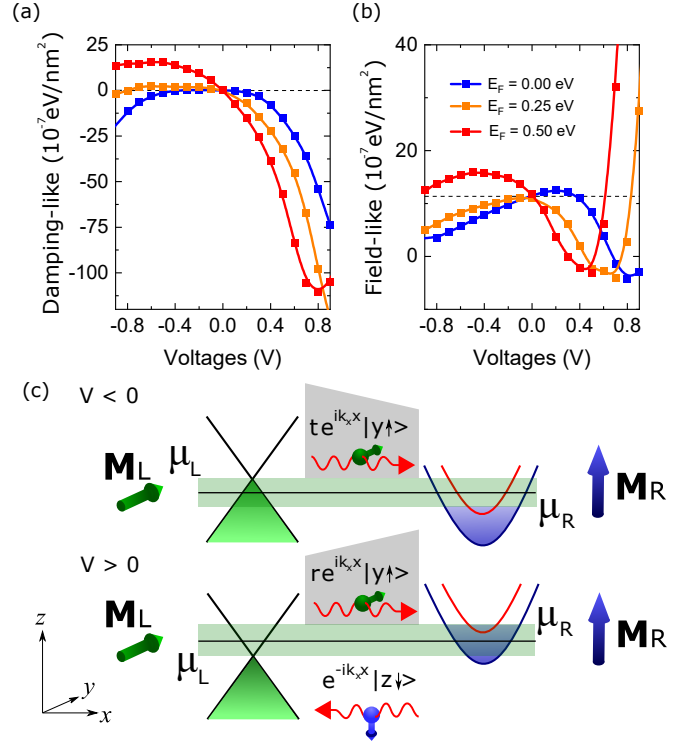 (a)
(b)
25
0
-25
-50
-75
-100
Damping-like (10⁻⁷eV/nm²)
-0.8 -0.4 0.0 0.4 0.8
Voltages (V)
40
20
0
Field-like (10⁻⁷eV/nm²)
E_F = 0.00 eV
E_F = 0.25 eV
E_F = 0.50 eV
-0.8 -0.4 0.0 0.4 0.8
Voltages (V)
(c)
V < 0
te^{ik_x x}|y↑>
M_L
μ_L
μ_R
M_R
V > 0
re^{ik_x x}|y↑>
M_L
μ_L
μ_R
M_R
e^{-ik_x x}|z↓>
z
y
x